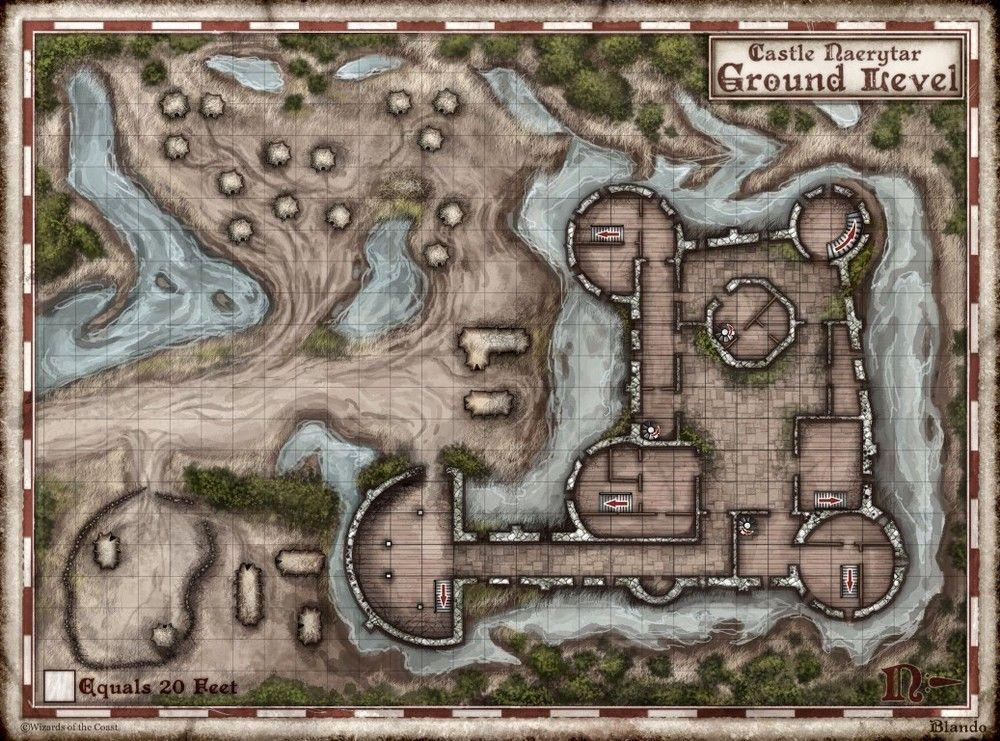 Castle Naerytar
Ground Level
Equals 20 Feet
N
©Wizards of the Coast
Blando